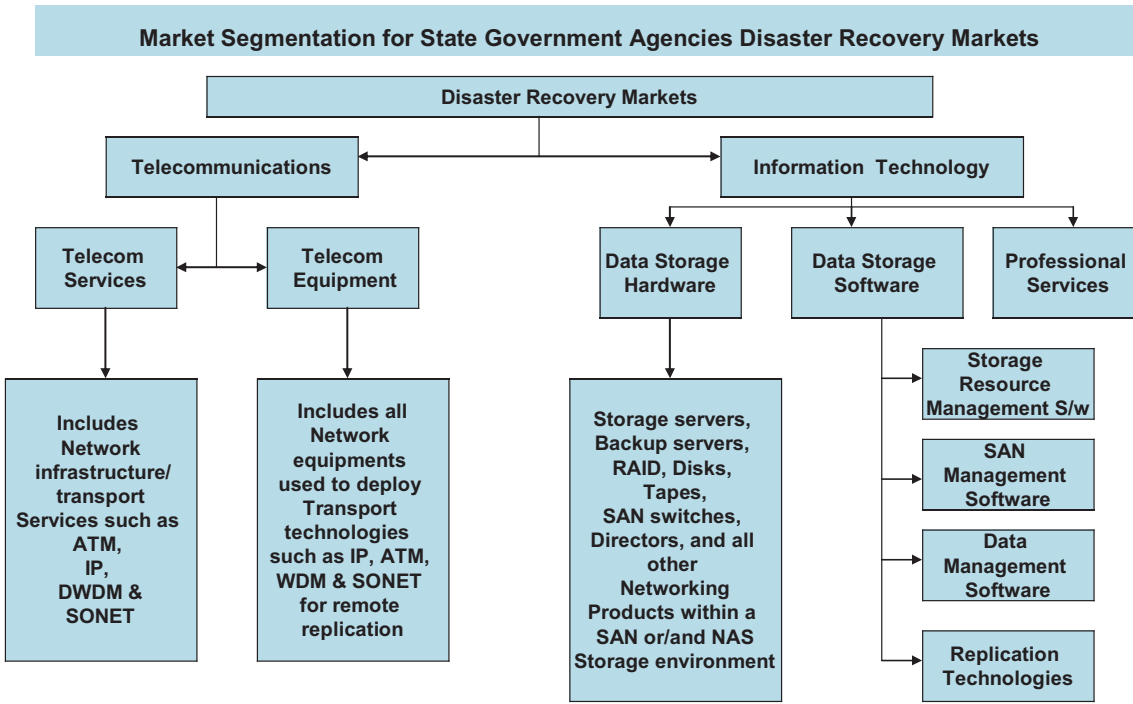 Market Segmentation for State Government Agencies Disaster Recovery Markets
Disaster Recovery Markets
Telecommunications
Information Technology
Telecom
Services
Telecom
Equipment
Data Storage
Hardware
Data Storage
Software
Professional
Services
Includes
Network
infrastructure/
transport
Services such as
ATM,
IP,
DWDM &
SONET
Includes all
Network
equipments
used to deploy
Transport
technologies
such as IP, ATM,
WDM & SONET
for remote
replication
Storage servers,
Backup servers,
RAID, Disks,
Tapes,
SAN switches,
Directors, and all
other
Networking
Products within a
SAN or/and NAS
Storage environment
Storage
Resource
Management S/w
SAN
Management
Software
Data
Management
Software
Replication
Technologies